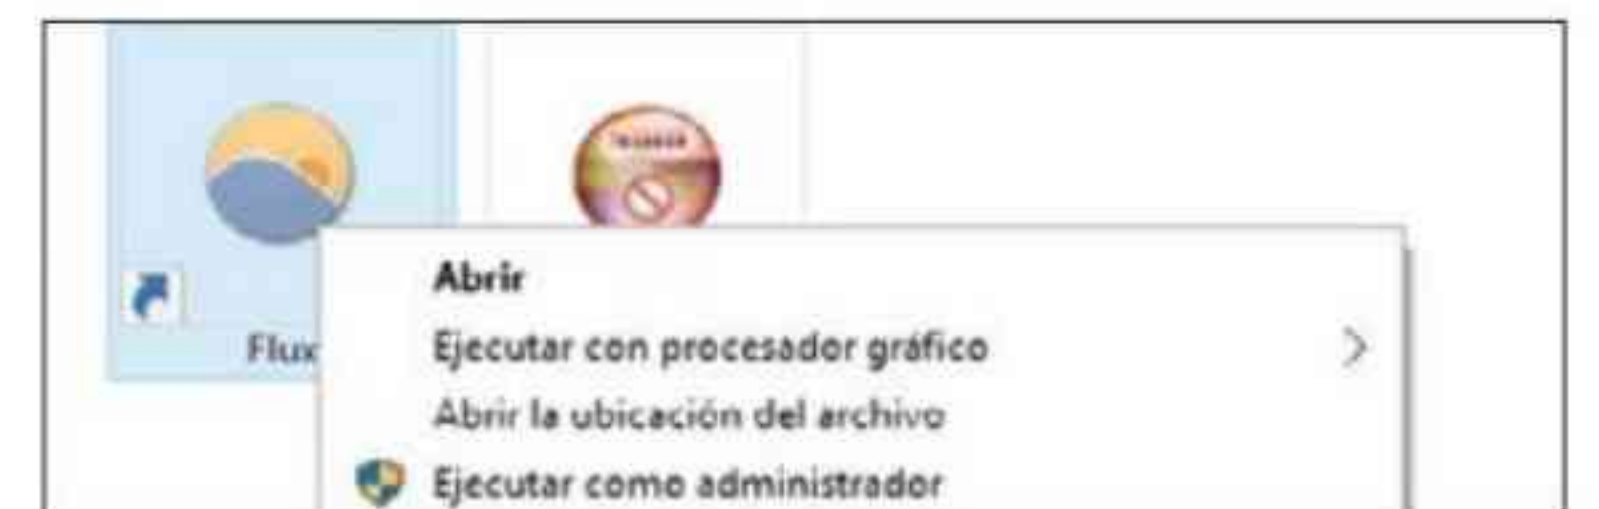 Flux
Abrir
Ejecutar con procesador gráfico
Abrir la ubicación del archivo
Ejecutar como administrador